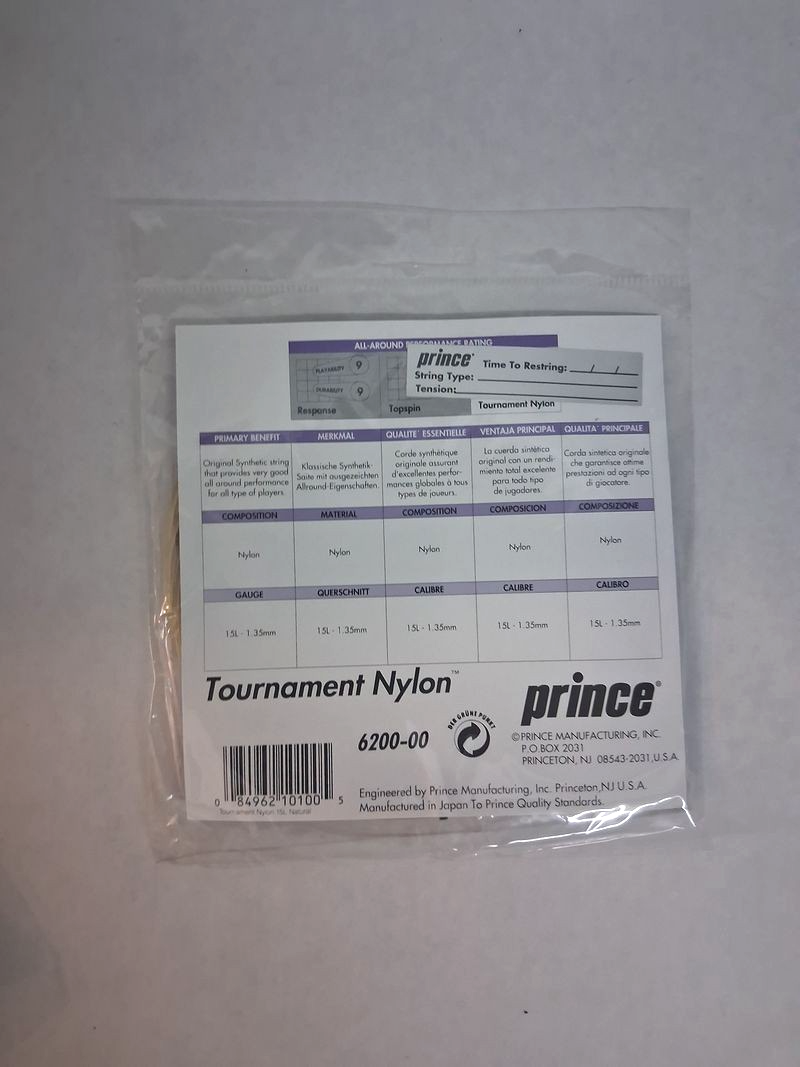 ALL-AROUND PERFORMANCE RATING
PLAYABILITY 9
DURABILITY 9
Response
Topspin
prince®
Time To Restring: __/__/__
String Type:
Tension:
Tournament Nylon
PRIMARY BENEFIT
Original Synthetic string
that provides very good
all around performance
for all type of players.
MERKMAL
Klassische Synthetik-
Saite mit ausgezeichten
Allround-Eigenschaften.
QUALITE´ ESSENTIELLE
Corde synthétique
originale assurant
d'excellentes perfor-
mances globales à tous
types de joueurs.
VENTAJA PRINCIPAL
La cuerda sintética
original con un rendi-
miento total excelente
para todo tipo
de jugadores.
QUALITA´ PRINCIPALE
Corda sintetica originale
che garantisce ottime
prestazioni ad ogni tipo
di giocatore.
COMPOSITION
MATERIAL
COMPOSITION
COMPOSICION
COMPOSIZIONE
Nylon
Nylon
Nylon
Nylon
Nylon
GAUGE
QUERSCHNITT
CALIBRE
CALIBRE
CALIBRO
15L - 1.35mm
15L - 1.35mm
15L - 1.35mm
15L - 1.35mm
15L - 1.35mm
Tournament Nylon™
6200-00
DER GRÜNE PUNKT
prince®
©PRINCE MANUFACTURING, INC.
P.O.BOX 2031
PRINCETON, NJ 08543-2031,U.S.A.
0 84962 10100 5
Tournament Nylon 15L Natural
Engineered by Prince Manufacturing, Inc. Princeton,NJ U.S.A.
Manufactured in Japan To Prince Quality Standards.